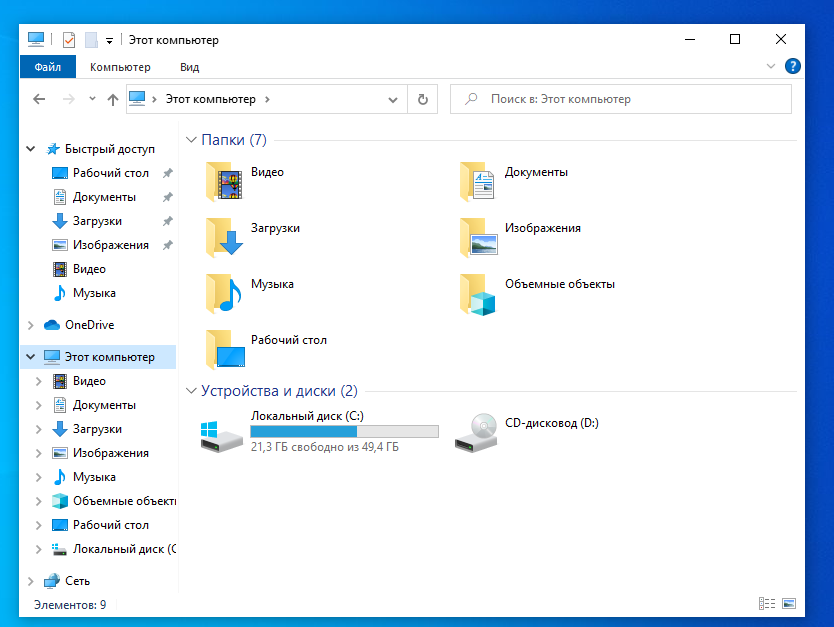 Этот компьютер
Файл Компьютер Вид ?
Этот компьютер Поиск в: Этот компьютер
Быстрый доступ
Рабочий стол
Документы
Загрузки
Изображения
Видео
Музыка
OneDrive
Этот компьютер
Видео
Документы
Загрузки
Изображения
Музыка
Объемные объекты
Рабочий стол
Локальный диск (C
Сеть
Папки (7)
Видео
Документы
Загрузки
Изображения
Музыка
Объемные объекты
Рабочий стол
Устройства и диски (2)
Локальный диск (C:)
21,3 ГБ свободно из 49,4 ГБ
CD-дисковод (D:)
Элементов: 9